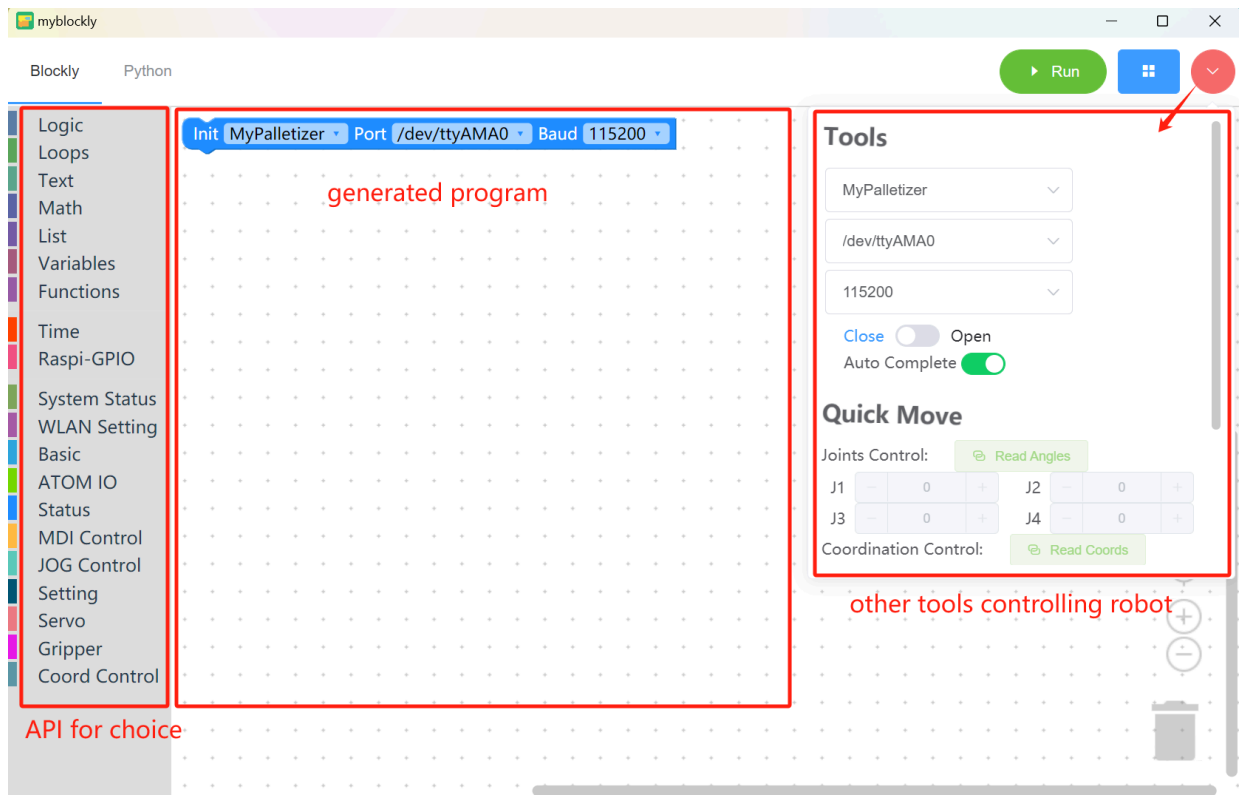 myblockly
Blockly Python
Run
Logic
Loops
Text
Math
List
Variables
Functions
Time
Raspi-GPIO
System Status
WLAN Setting
Basic
ATOM IO
Status
MDI Control
JOG Control
Setting
Servo
Gripper
Coord Control
API for choice
Init MyPalletizer Port /dev/ttyAMA0 Baud 115200
generated program
Tools
MyPalletizer
/dev/ttyAMA0
115200
Close Open
Auto Complete
Quick Move
Joints Control: Read Angles
J1 - 0 + J2 - 0 +
J3 - 0 + J4 - 0 +
Coordination Control: Read Coords
other tools controlling robot